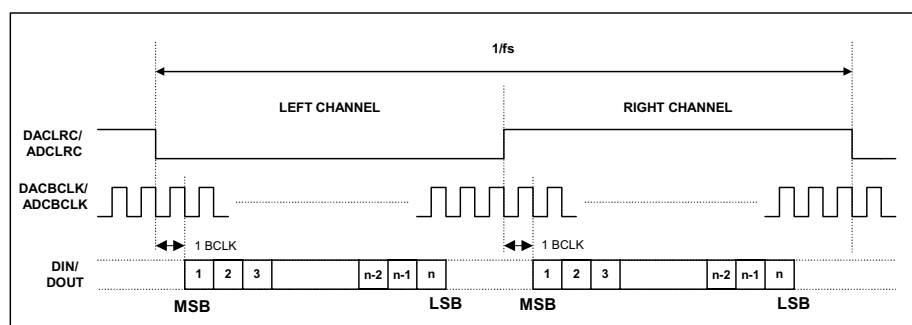 1/fs
LEFT CHANNEL
RIGHT CHANNEL
DACLRC/
ADCLRC
DACBCLK/
ADCBCLK
1 BCLK
1 BCLK
DIN/
DOUT
1 2 3 n-2 n-1 n
1 2 3 n-2 n-1 n
MSB
LSB
MSB
LSB